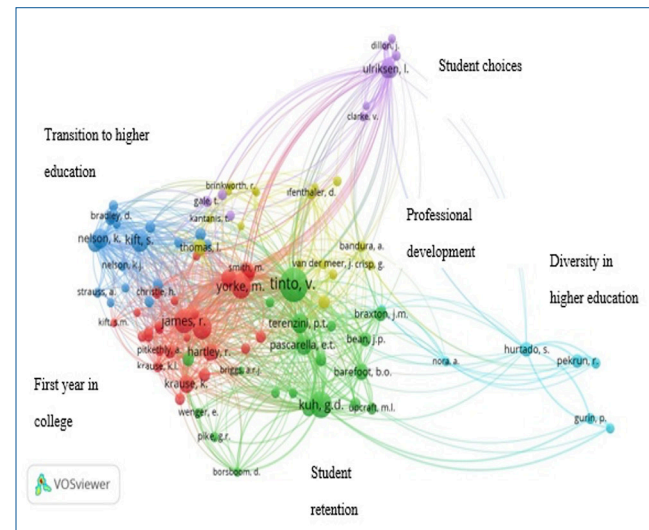 dillon, j.
ulriksen, l.
Student choices
clarke, v.
Transition to higher
education
brinkworth, r.
ifenthaler, d.
gale, t.
bradley, d.
kantanis, t.
nelson, k.
kift, s.
thomas, l.
Professional
development
bandura, a.
nelson, k.j.
smith, m.
van der meer, j.
crisp, g.
Diversity in
higher education
strauss, a.
christie, h.
yorke, m.
tinto, v.
kift, s.m.
james, r.
terenzini, p.t.
braxton, j.m.
pitkethly, a.
hartley, r.
pascarella, e.t.
bean, j.p.
hurtado, s.
nora, a.
pekrun, r.
krause, k.l.
briggs, a.r.j.
barefoot, b.o.
First year in
college
krause, k.
wenger, e.
kuh, g.d.
upcraft, m.l.
gurin, p.
pike, g.r.
borsboom, d.
Student
retention
VOSviewer